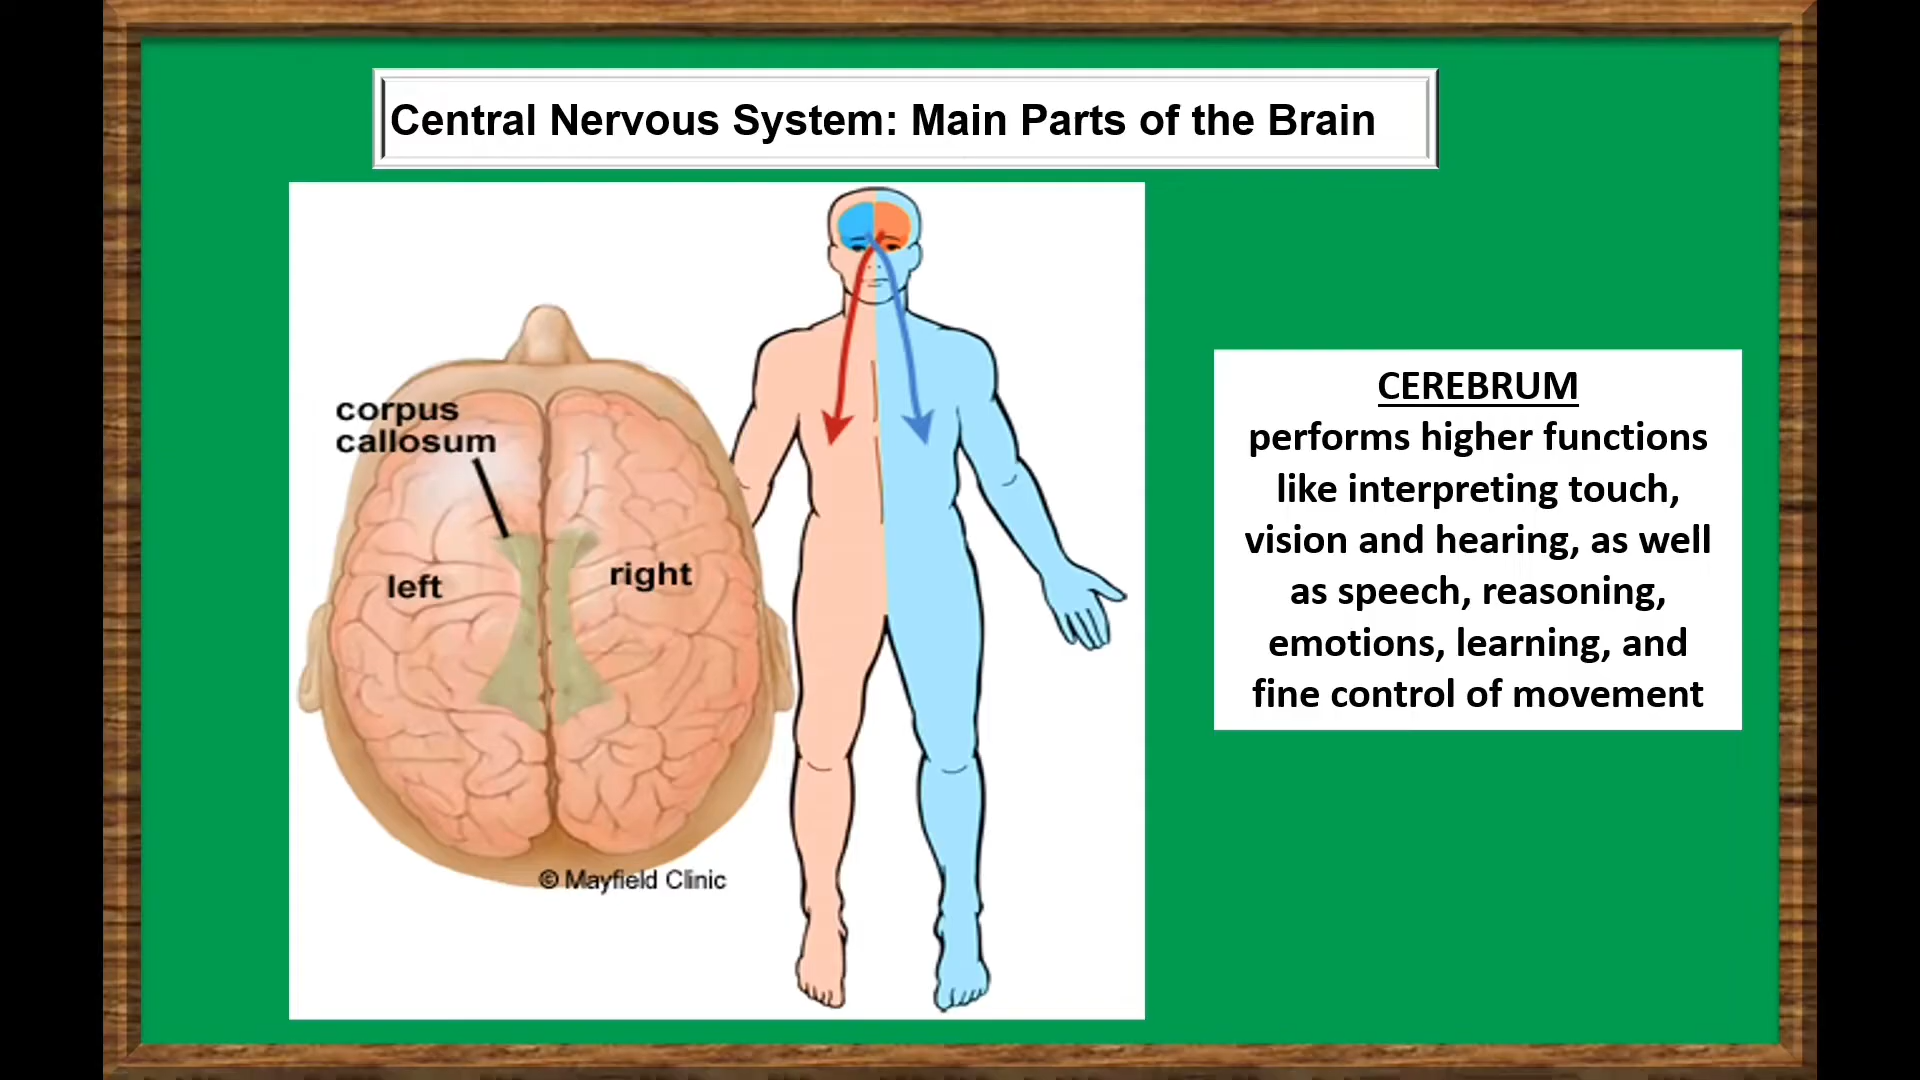 Central Nervous System: Main Parts of the Brain
corpus
callosum
left
right
© Mayfield Clinic
CEREBRUM
performs higher functions
like interpreting touch,
vision and hearing, as well
as speech, reasoning,
emotions, learning, and
fine control of movement